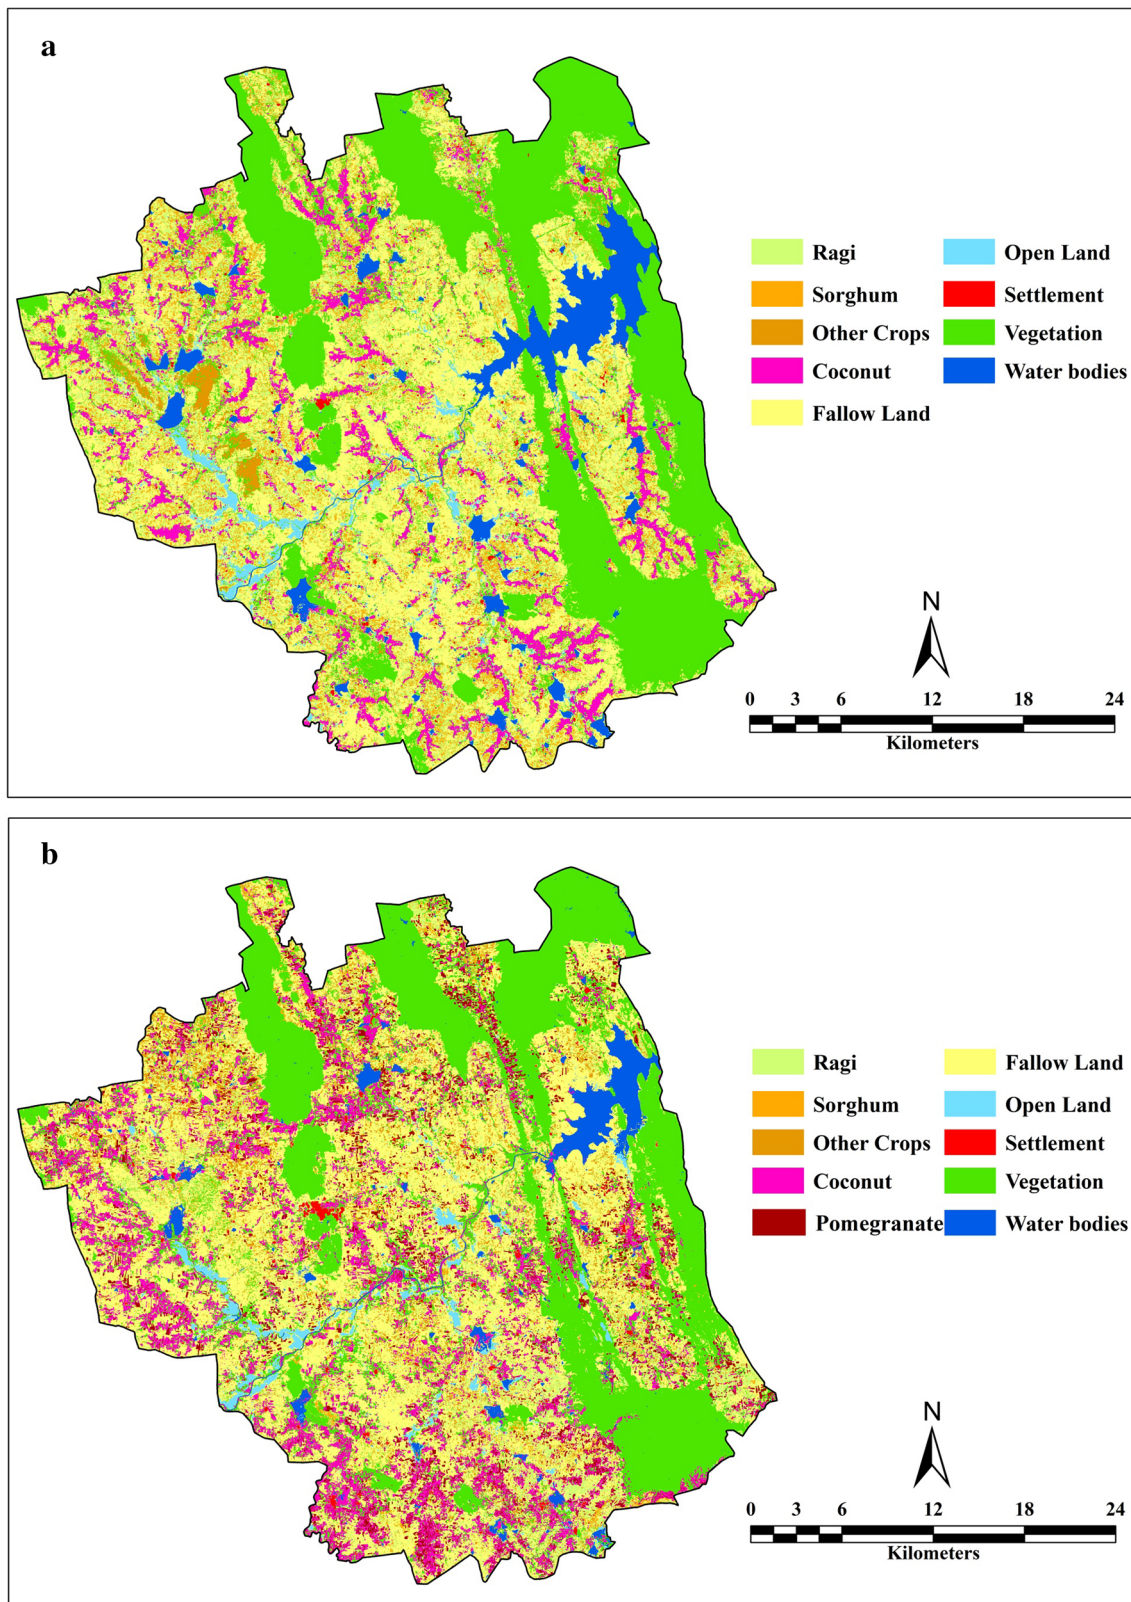 a
Ragi Open Land
Sorghum Settlement
Other Crops Vegetation
Coconut Water bodies
Fallow Land
N
0 3 6 12 18 24
Kilometers
b
Ragi Fallow Land
Sorghum Open Land
Other Crops Settlement
Coconut Vegetation
Pomegranate Water bodies
N
0 3 6 12 18 24
Kilometers